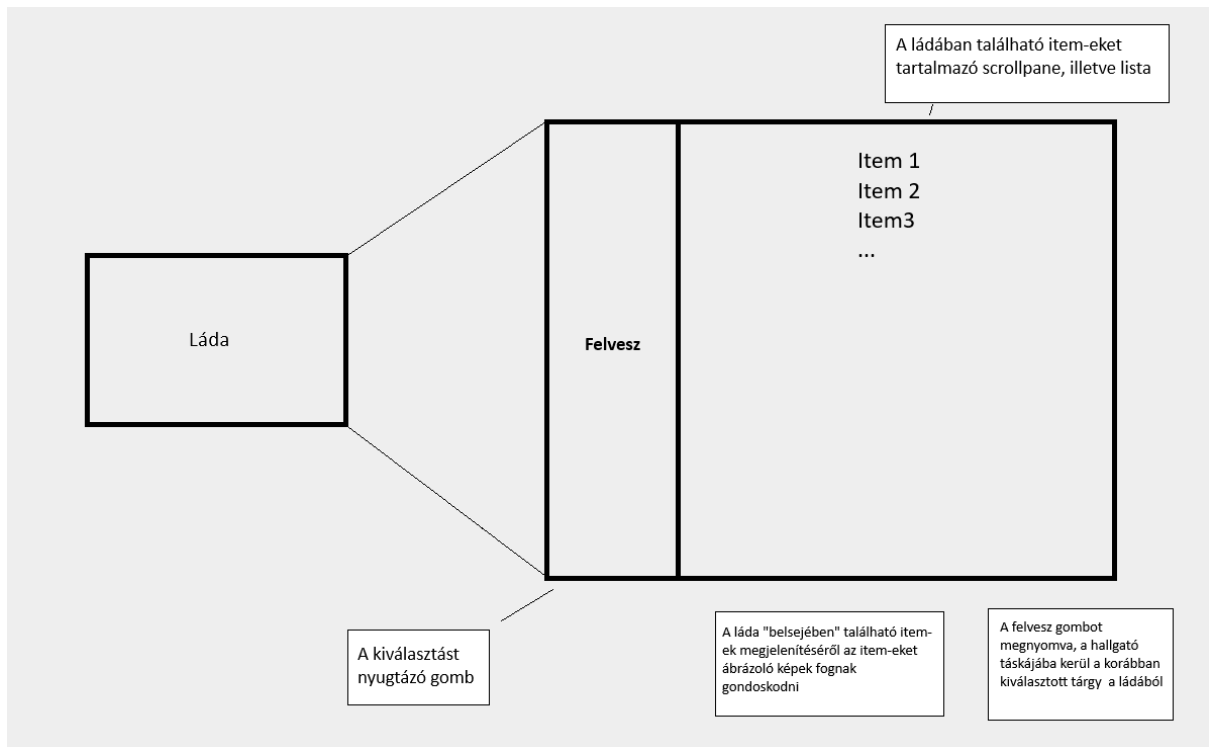 A ládában található item-eket
tartalmazó scrollpane, illetve lista
Item 1
Item 2
Item3
...
Láda
Felvesz
A kiválasztást
nyugtázó gomb
A láda "belsejében" található item-
ek megjelenítéséről az item-eket
ábrázoló képek fognak
gondoskodni
A felvesz gombot
megnyomva, a hallgató
táskájába kerül a korábban
kiválasztott tárgy a ládából